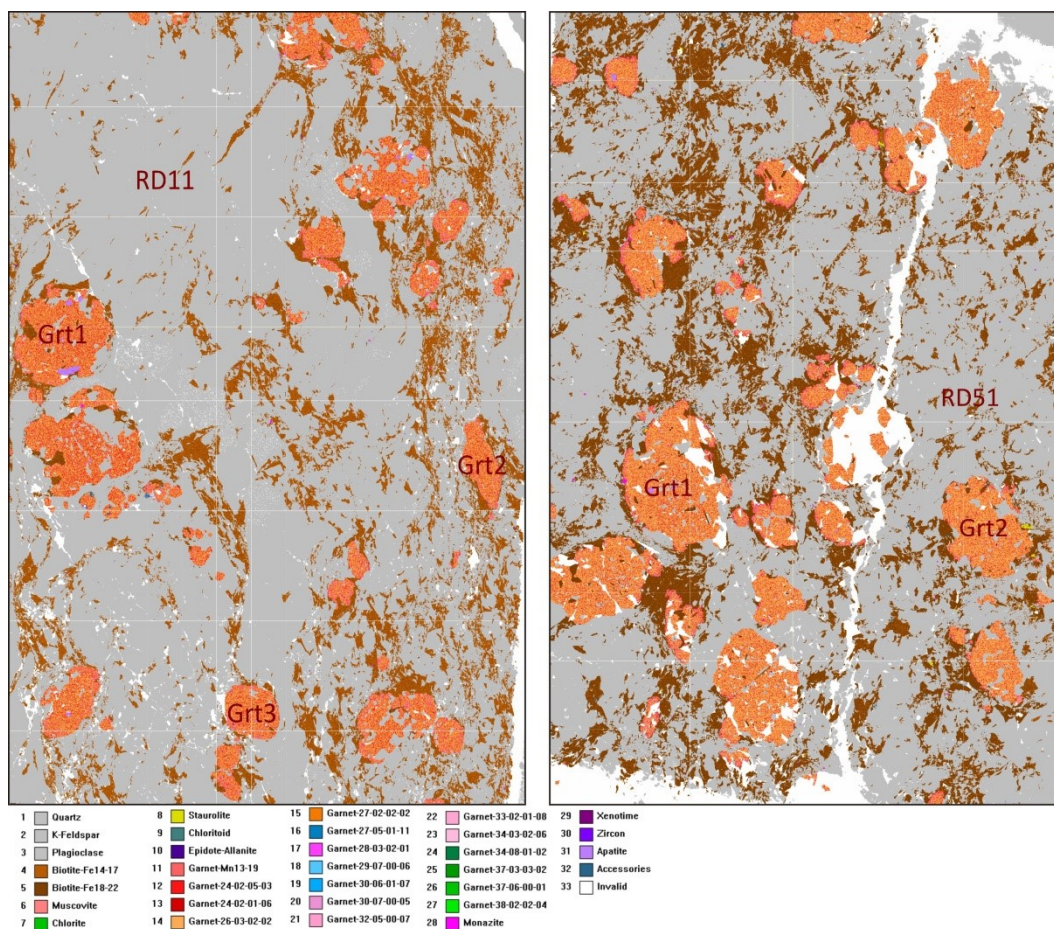 RD11
Grt1
Grt2
Grt3
RD51
Grt1
Grt2
1 Quartz
2 K-Feldspar
3 Plagioclase
4 Biotite-Fe14-17
5 Biotite-Fe18-22
6 Muscovite
7 Chlorite
8 Staurolite
9 Chloritoid
10 Epidote-Allanite
11 Garnet-Mn13-19
12 Garnet-24-02-05-03
13 Garnet-24-02-01-06
14 Garnet-26-03-02-02
15 Garnet-27-02-02-02
16 Garnet-27-05-01-11
17 Garnet-28-03-02-01
18 Garnet-29-07-00-06
19 Garnet-30-06-01-07
20 Garnet-30-07-00-05
21 Garnet-32-05-00-07
22 Garnet-33-02-01-08
23 Garnet-34-03-02-06
24 Garnet-34-08-01-02
25 Garnet-37-03-03-02
26 Garnet-37-06-00-01
27 Garnet-38-02-02-04
28 Monazite
29 Xenotime
30 Zircon
31 Apatite
32 Accessories
33 Invalid